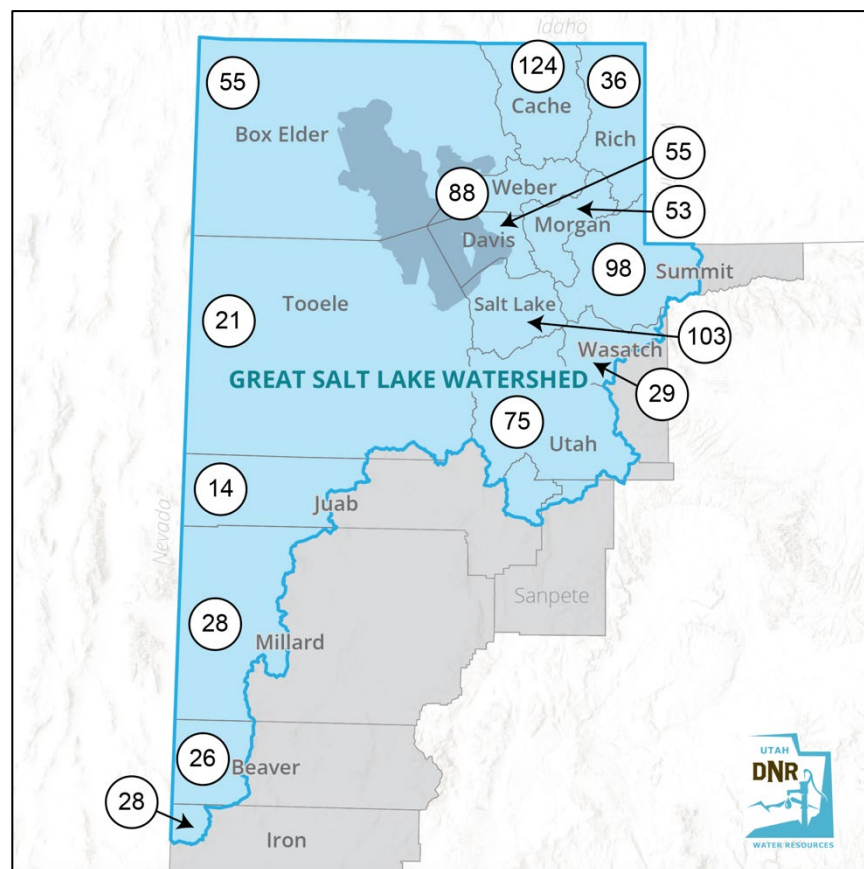 Idaho
124
36
55
Cache
Box Elder
Rich
55
88
Weber
53
Morgan
Davis
98
Summit
Tooele
Salt Lake
21
103
Wasatch
GREAT SALT LAKE WATERSHED
29
75
Utah
14
Juab
Nevada
Sanpete
28
Millard
26
Beaver
28
Iron
UTAH
DNR
WATER RESOURCES